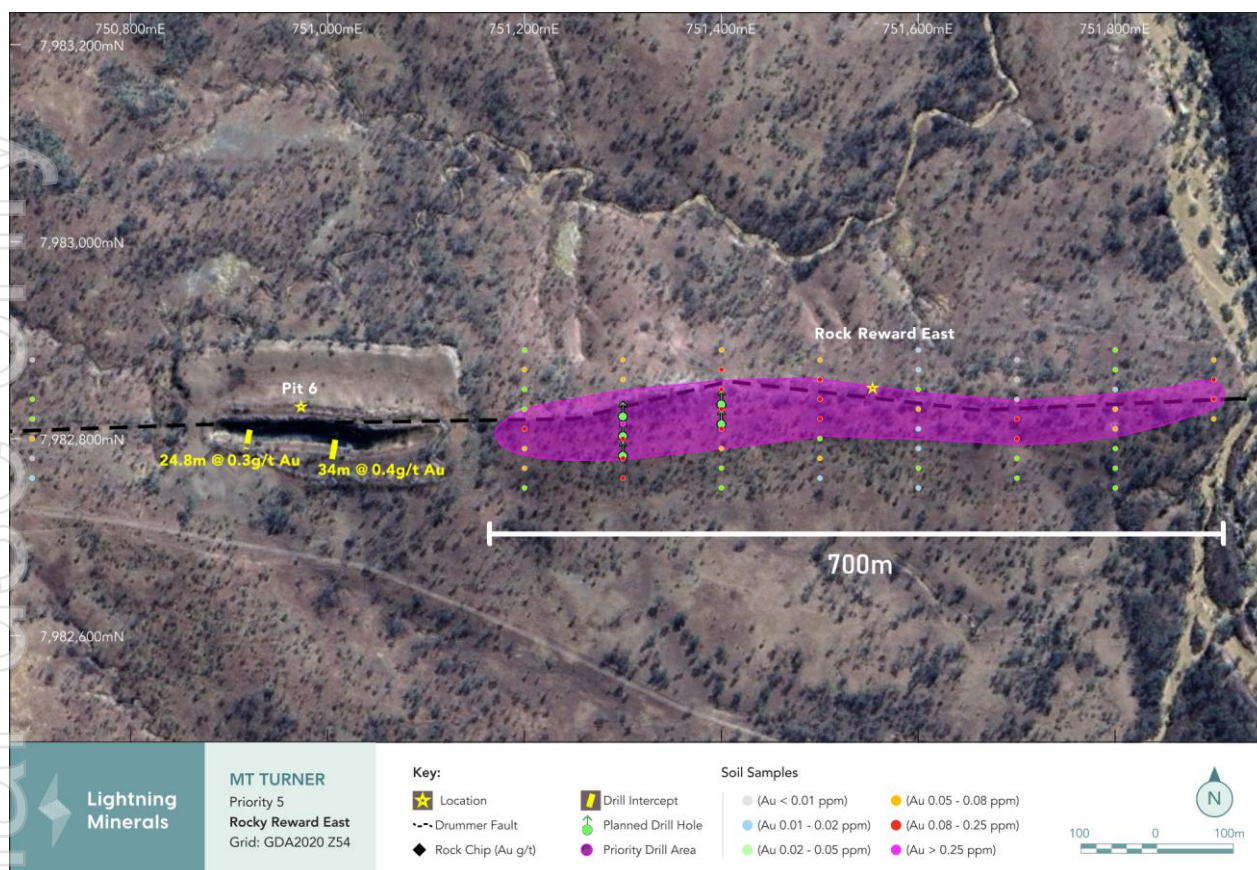 750,800mE
751,000mE
751,200mE
751,400mE
751,600mE
751,800mE
7,983,200mN
7,983,000mN
Rock Reward East
Pit 6
7,982,800mN
24.8m @ 0.3g/t Au
34m @ 0.4g/t Au
700m
7,982,600mN
Lightning
Minerals
MT TURNER
Priority 5
Rocky Reward East
Grid: GDA2020 Z54
Key:
Location
Drummer Fault
Rock Chip (Au g/t)
Drill Intercept
Planned Drill Hole
Priority Drill Area
Soil Samples
(Au < 0.01 ppm)
(Au 0.01 - 0.02 ppm)
(Au 0.02 - 0.05 ppm)
(Au 0.05 - 0.08 ppm)
(Au 0.08 - 0.25 ppm)
(Au > 0.25 ppm)
N
100 0 100m